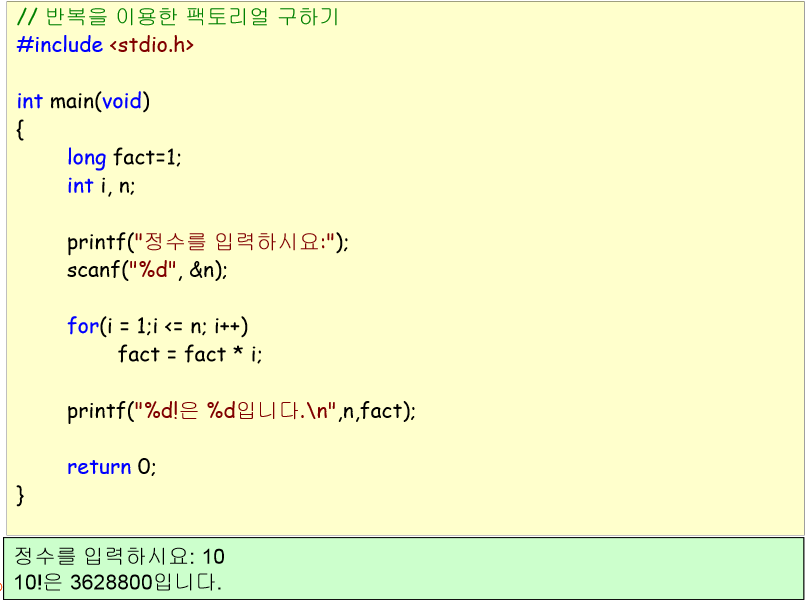 // 반복을 이용한 팩토리얼 구하기
#include <stdio.h>
int main(void)
{
long fact=1;
int i, n;
printf("정수를 입력하시요:");
scanf("%d", &n);
for(i = 1;i <= n; i++)
fact = fact * i;
printf("%d!은 %d입니다.\n",n,fact);
return 0;
}
정수를 입력하시요: 10
10!은 3628800입니다.